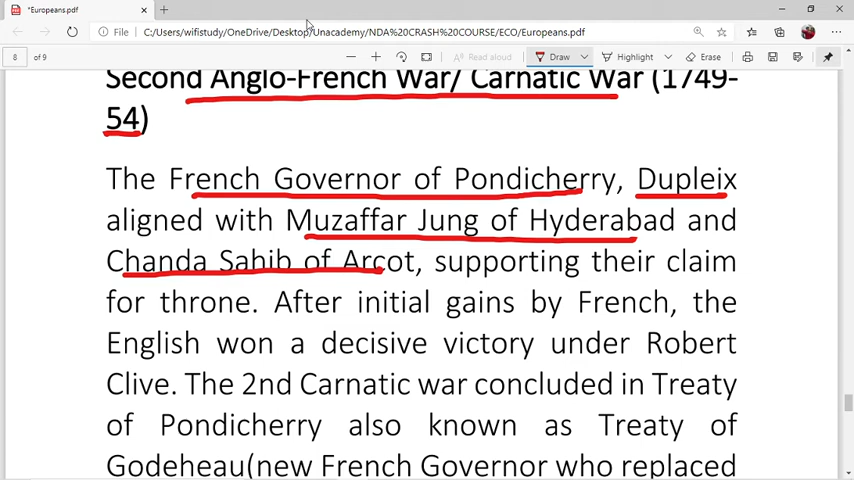 *Europeans.pdf
File C:/Users/wifistudy/OneDrive/Desktop/Unacademy/NDA%20CRASH%20COURSE/ECO/Europeans.pdf
8 of 9 Read aloud Draw Highlight Erase
Second Anglo-French War/ Carnatic War (1749-
54)
The French Governor of Pondicherry, Dupleix
aligned with Muzaffar Jung of Hyderabad and
Chanda Sahib of Arcot, supporting their claim
for throne. After initial gains by French, the
English won a decisive victory under Robert
Clive. The 2nd Carnatic war concluded in Treaty
of Pondicherry also known as Treaty of
Godeheau(new French Governor who replaced